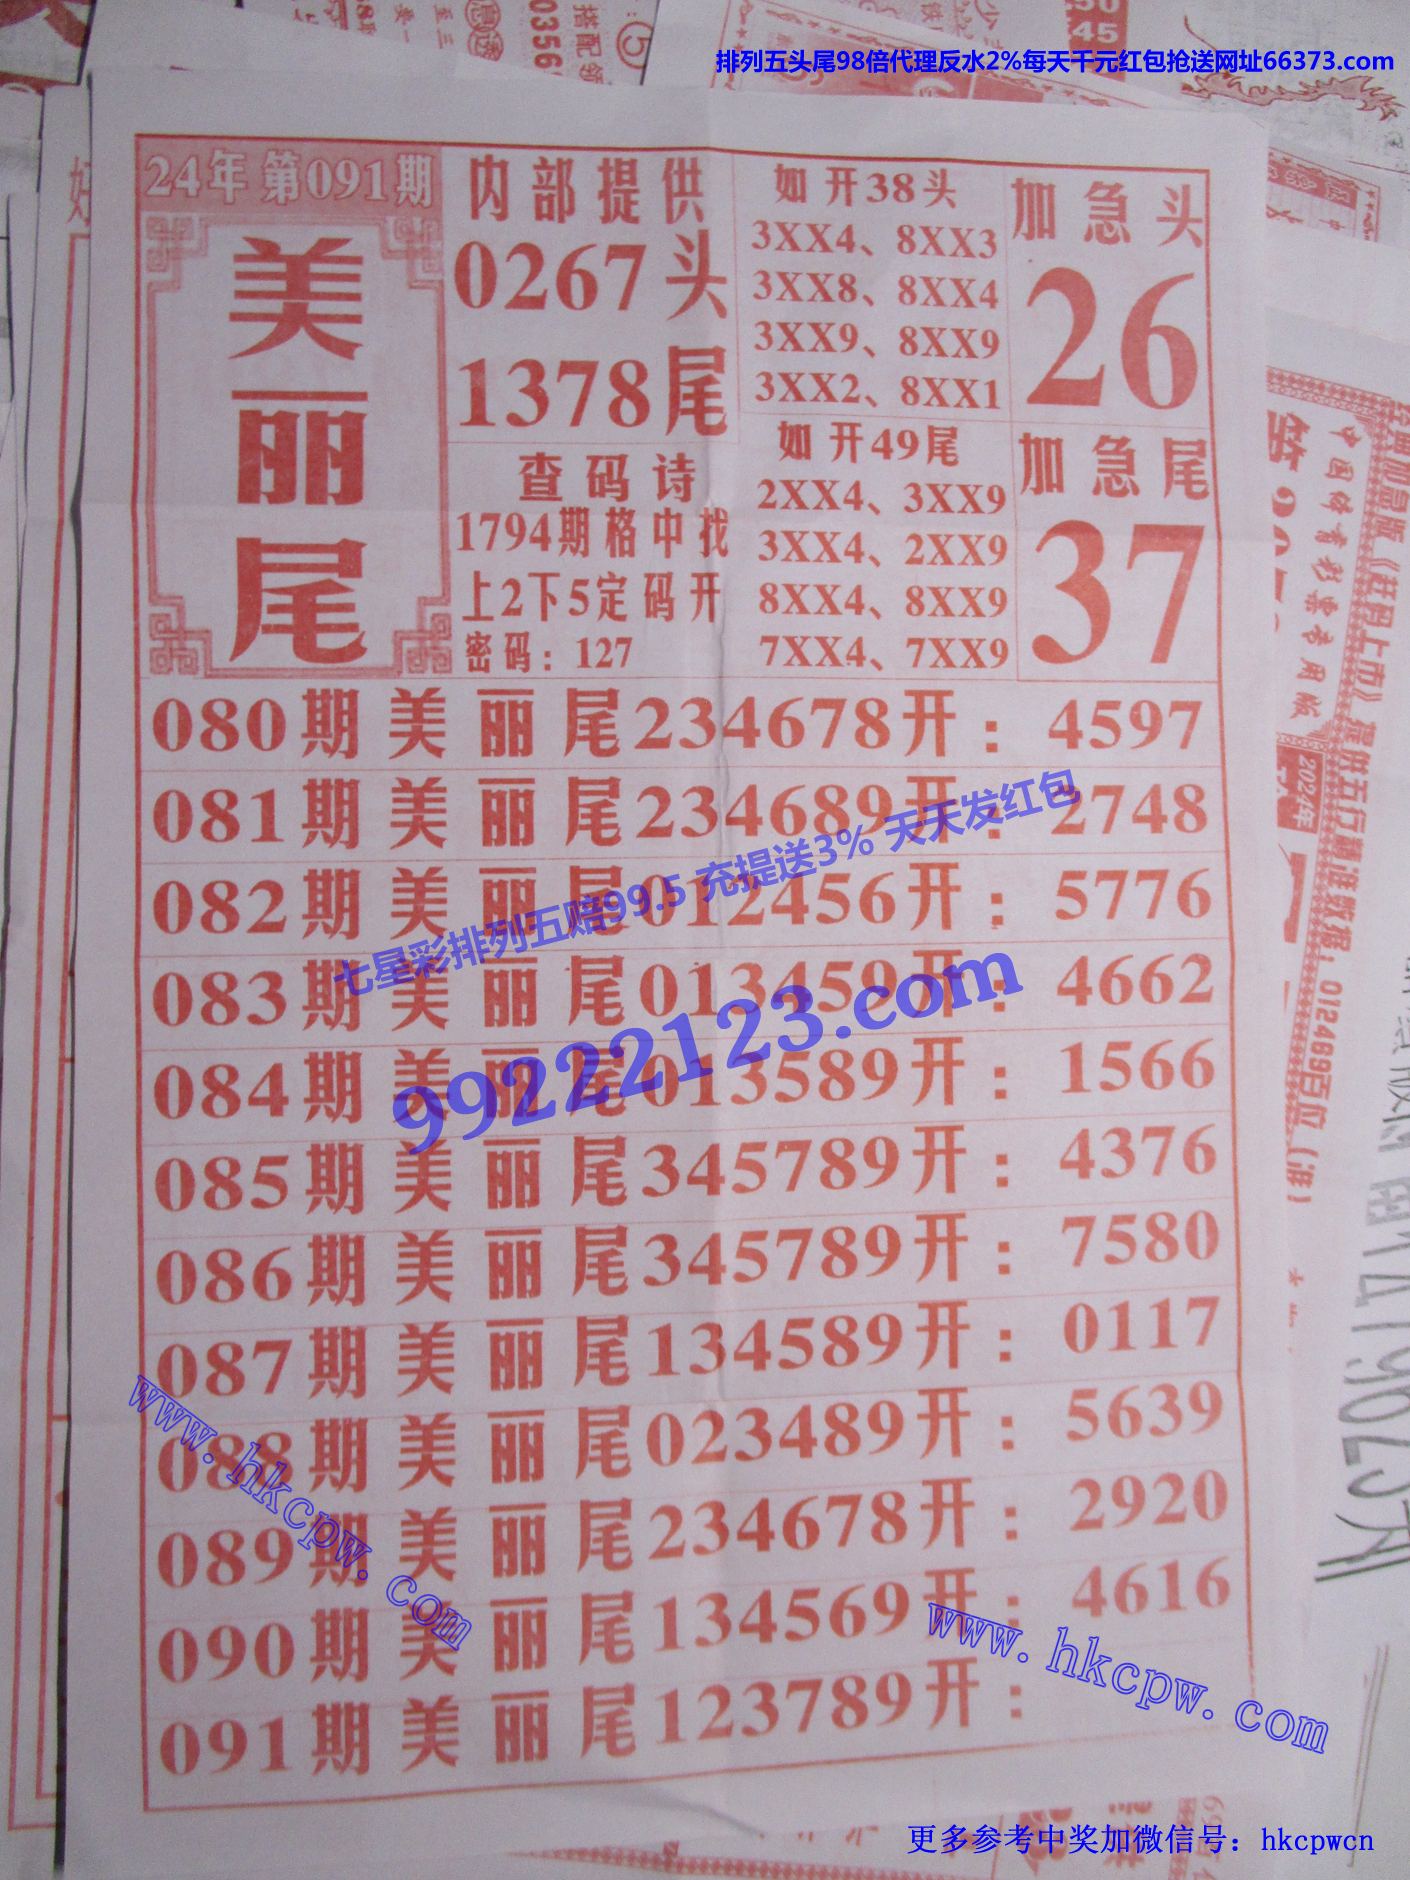 排列五头尾98倍代理反水2%每天千元红包抢送网址66373.com
24年 第091期
美丽尾
内部提供
0267头
1378尾
查码诗
1794期格中找
上2下5定码开
密码：127
如开38头
3XX4、8XX3
3XX8、8XX4
3XX9、8XX9
3XX2、8XX1
如开49尾
2XX4、3XX9
3XX4、2XX9
8XX4、8XX9
7XX4、7XX9
加急头
26
加急尾
37
080期美丽尾234678开：4597
081期美丽尾234689开：2748
082期美丽尾012456开：5776
083期美丽尾013459开：4662
084期美丽尾013589开：1566
085期美丽尾345789开：4376
086期美丽尾345789开：7580
087期美丽尾134589开：0117
088期美丽尾023489开：5639
089期美丽尾234678开：2920
090期美丽尾134569开：4616
091期美丽尾123789开：
七星彩排列五赔99.5 充提送3% 天天发红包
99222123.com
www.hkcpw.com
www.hkcpw.com
更多参考中奖加微信号：hkcpwcn
中国体育彩票专用版
2024年